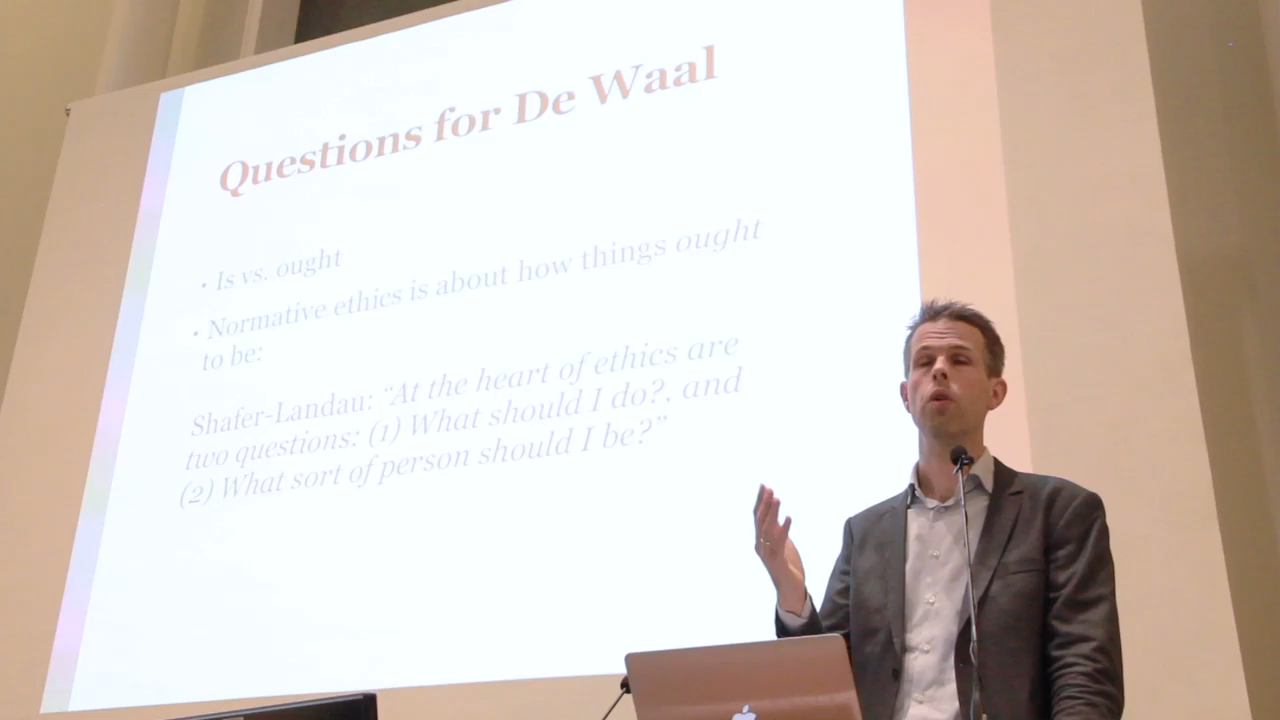 Questions for De Waal
• Is vs. ought
• Normative ethics is about how things ought
to be:
Shafer-Landau: “At the heart of ethics are
two questions: (1) What should I do?, and
(2) What sort of person should I be?”